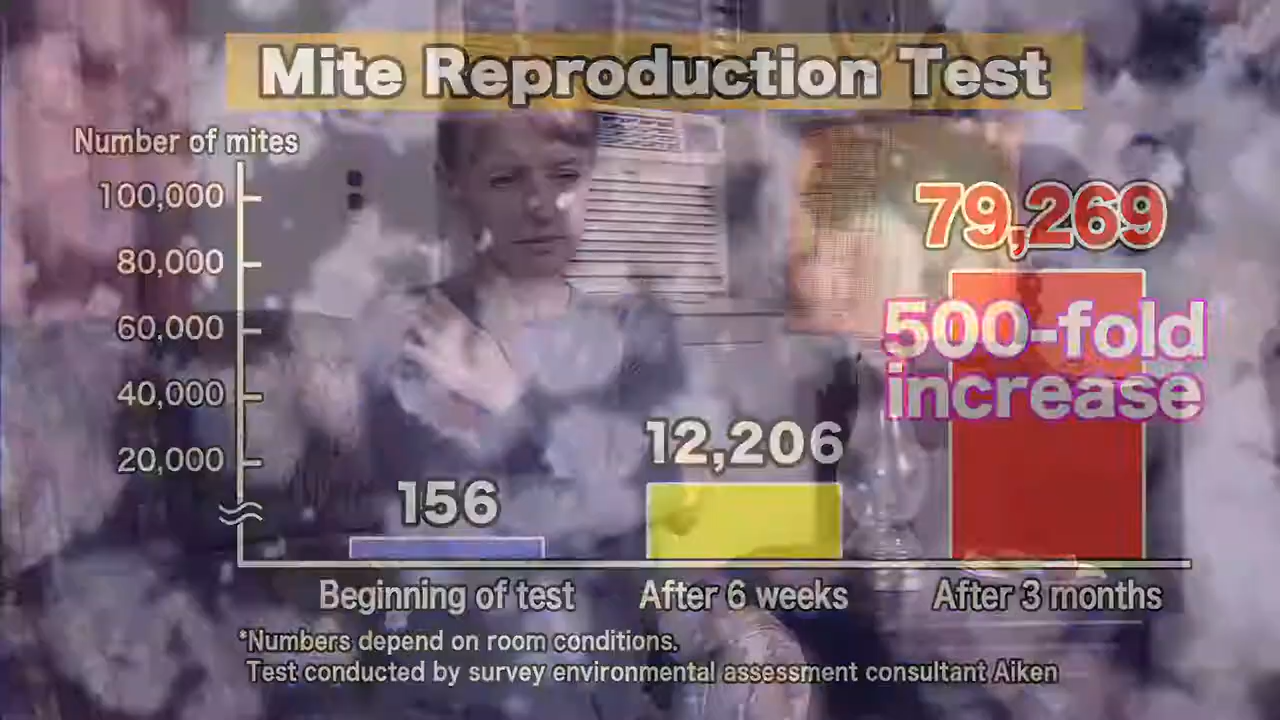 Mite Reproduction Test
Number of mites
100,000
80,000
60,000
40,000
20,000
79,269
500-fold
increase
12,206
156
Beginning of test
After 6 weeks
After 3 months
*Numbers depend on room conditions.
Test conducted by survey environmental assessment consultant Aiken